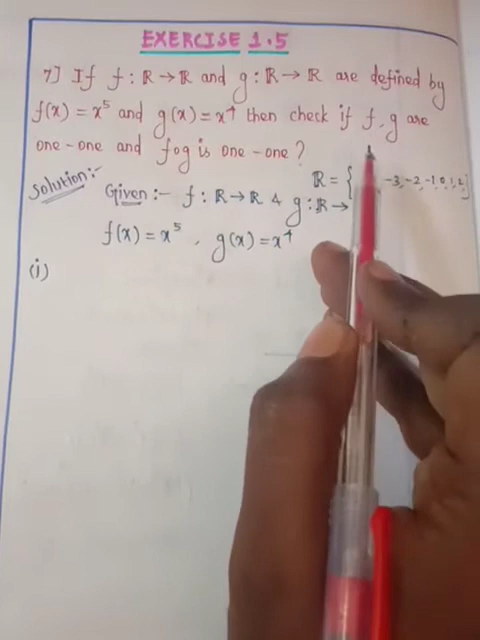 EXERCISE 1.5
7] If f : R → R and g : R → R are defined by
f(x) = x⁵ and g(x) = x⁴ then check if f, g are
one-one and fog is one-one ?
Solution:-
R = { -3, -2, -1, 0, 1, 2,
Given :- f : R → R & g : R →
f(x) = x⁵ , g(x) = x⁴
(i)